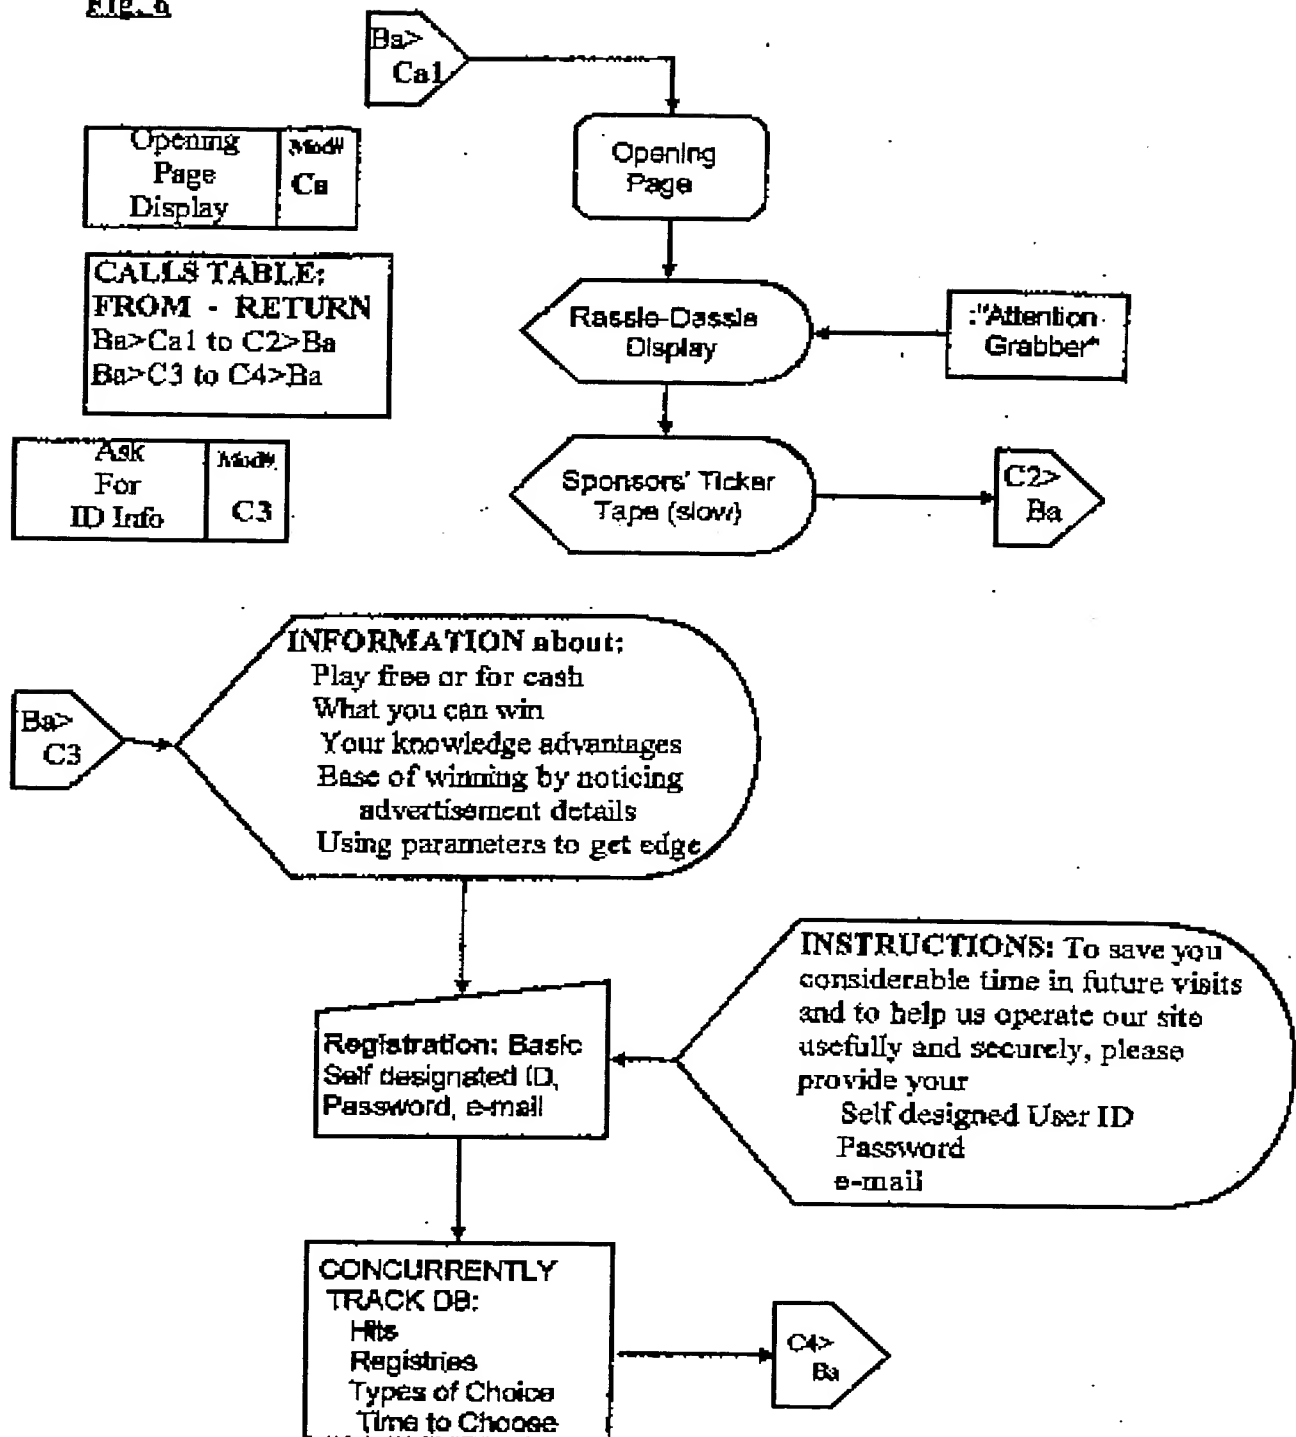 Fig. 6
Ba>
Ca1
Opening
Page
Display
Mod#
Ca
Opening
Page
CALLS TABLE:
FROM - RETURN
Ba>Ca1 to C2>Ba
Ba>C3 to C4>Ba
Rassle-Dassle
Display
:"Attention
Grabber"
Ask
For
ID Info
Mod#
C3
Sponsors' Ticker
Tape (slow)
C2>
Ba
Ba>
C3
INFORMATION about:
Play free or for cash
What you can win
Your knowledge advantages
Ease of winning by noticing
advertisement details
Using parameters to get edge
INSTRUCTIONS: To save you
considerable time in future visits
and to help us operate our site
usefully and securely, please
provide your
Self designed User ID
Password
e-mail
Registration: Basic
Self designated ID,
Password, e-mail
CONCURRENTLY
TRACK DB:
Hits
Registries
Types of Choice
Time to Choose
C4>
Ba